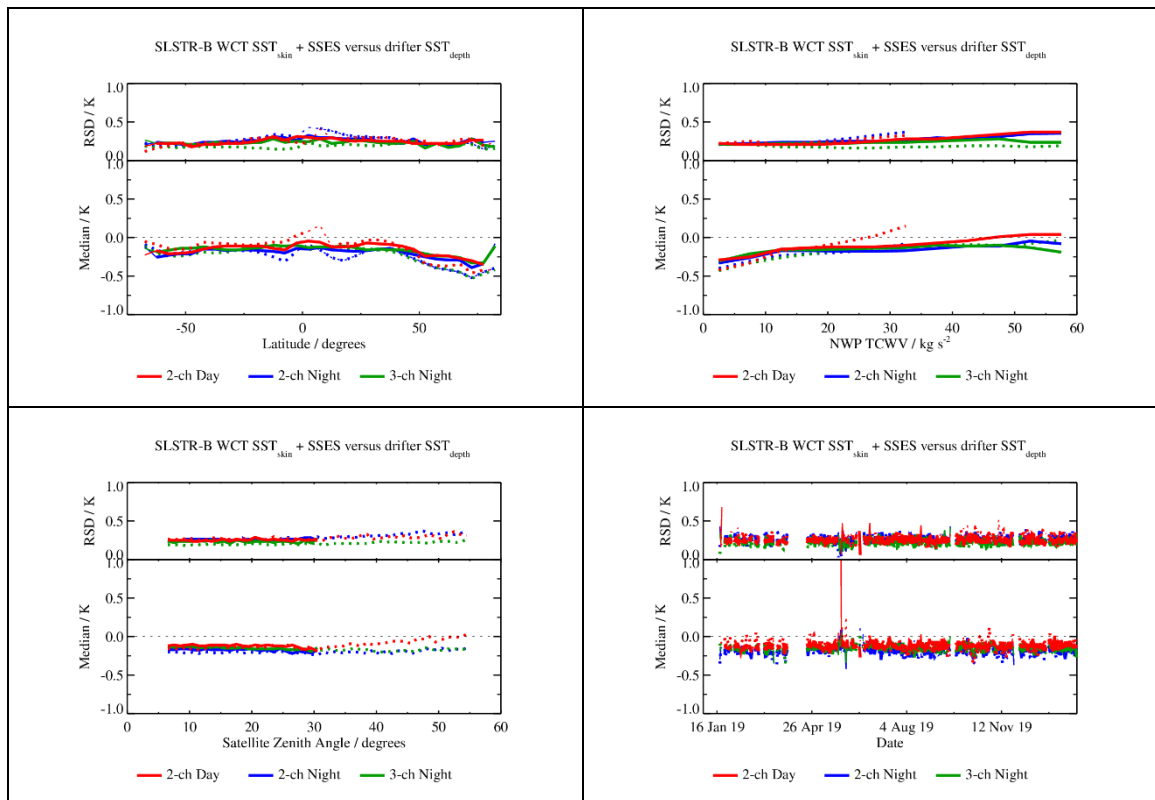 SLSTR-B WCT SST_skin + SSES versus drifter SST_depth
RSD / K
1.0
0.5
0.0
Median / K
1.0
0.5
0.0
-0.5
-1.0
-50 0 50
Latitude / degrees
2-ch Day 2-ch Night 3-ch Night
SLSTR-B WCT SST_skin + SSES versus drifter SST_depth
RSD / K
1.0
0.5
0.0
Median / K
1.0
0.5
0.0
-0.5
-1.0
0 10 20 30 40 50 60
NWP TCWV / kg s-2
2-ch Day 2-ch Night 3-ch Night
SLSTR-B WCT SST_skin + SSES versus drifter SST_depth
RSD / K
1.0
0.5
0.0
Median / K
1.0
0.5
0.0
-0.5
-1.0
0 10 20 30 40 50 60
Satellite Zenith Angle / degrees
2-ch Day 2-ch Night 3-ch Night
SLSTR-B WCT SST_skin + SSES versus drifter SST_depth
RSD / K
1.0
0.5
0.0
Median / K
1.0
0.5
0.0
-0.5
-1.0
16 Jan 19 26 Apr 19 4 Aug 19 12 Nov 19
Date
2-ch Day 2-ch Night 3-ch Night